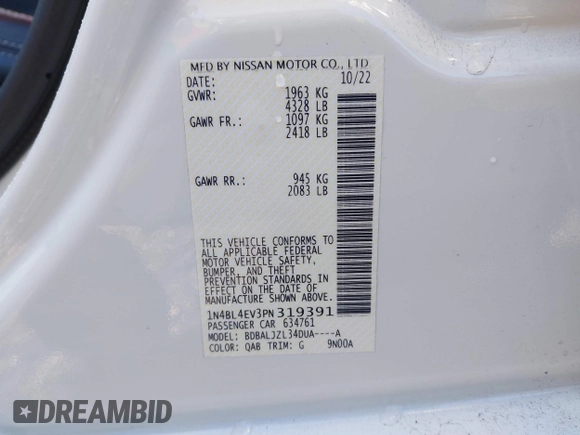 MFD BY NISSAN MOTOR CO., LTD
DATE: 10/22
GVWR: 1963 KG
4328 LB
GAWR FR.: 1097 KG
2418 LB
GAWR RR.: 945 KG
2083 LB
THIS VEHICLE CONFORMS TO
ALL APPLICABLE FEDERAL
MOTOR VEHICLE SAFETY,
BUMPER, AND THEFT
PREVENTION STANDARDS IN
EFFECT ON THE DATE OF
MANUFACTURE SHOWN ABOVE.
1N4BL4EV3PN319391
PASSENGER CAR 634761
MODEL: BDBALJZL34DUA----A
COLOR: QAB TRIM: G 9N00A
DREAMBID